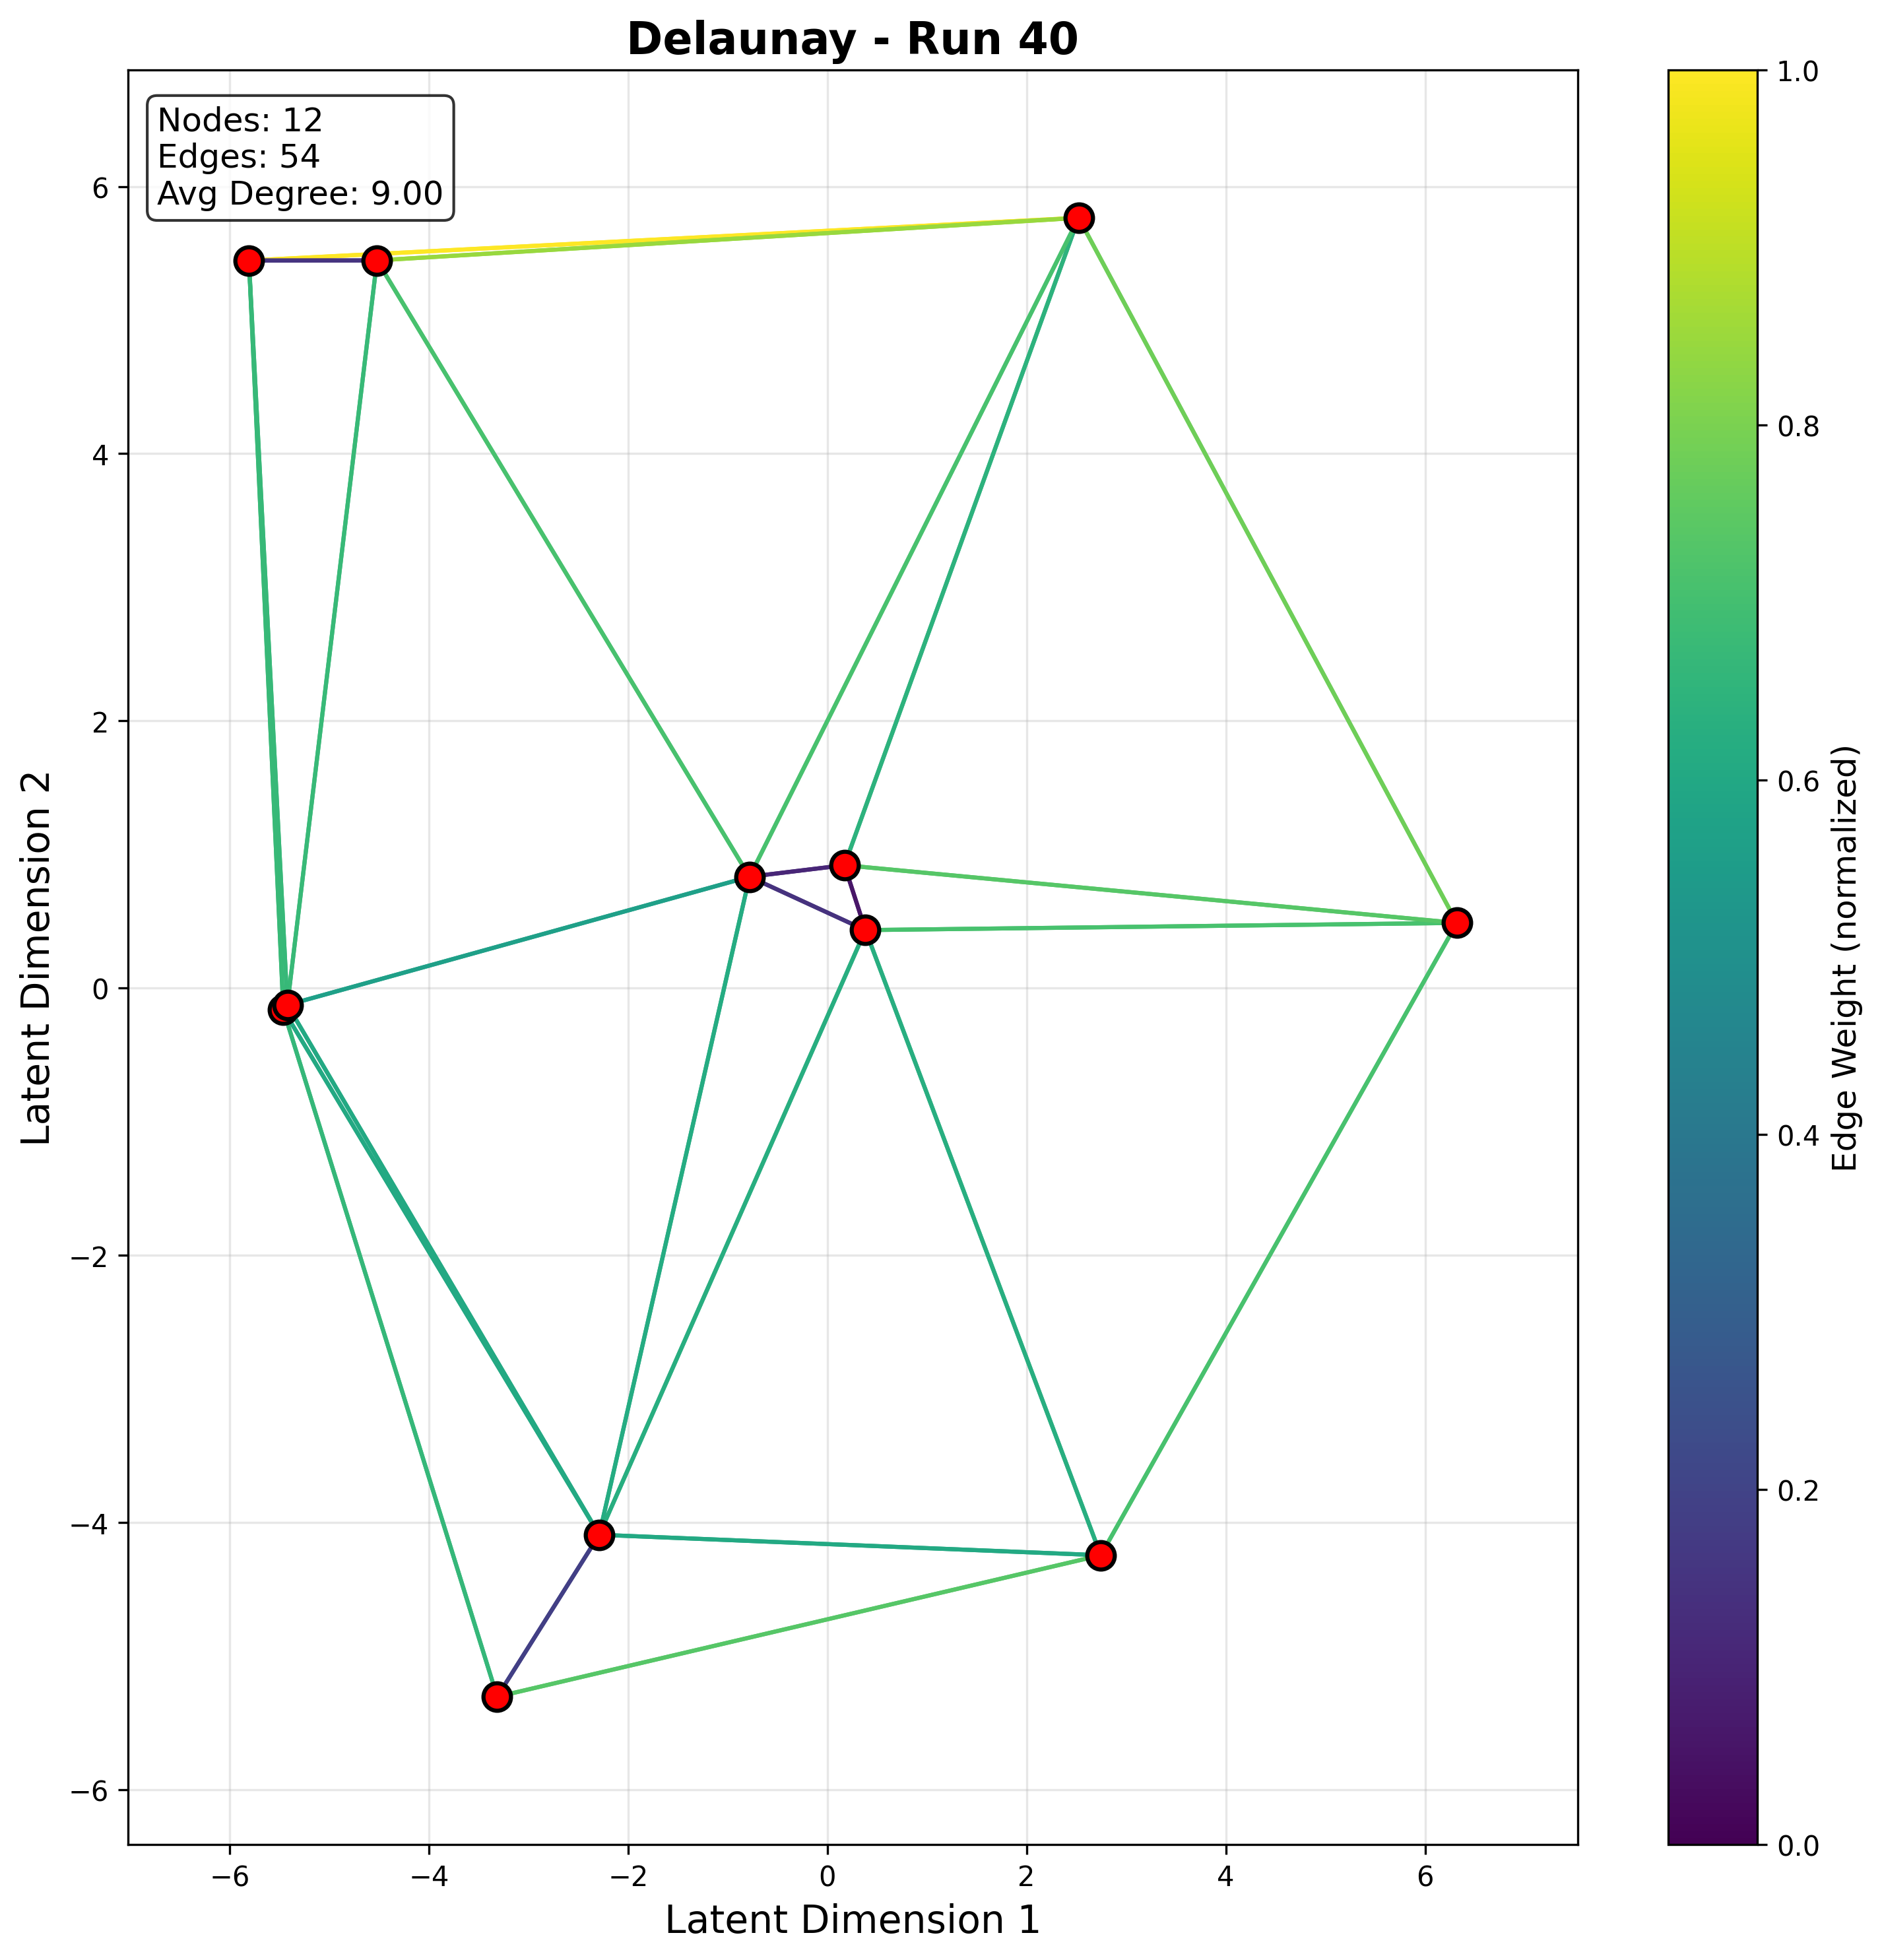 Delaunay - Run 40
Nodes: 12
Edges: 54
Avg Degree: 9.00
6
4
2
0
−2
−4
−6
Latent Dimension 2
−6
−4
−2
0
2
4
6
Latent Dimension 1
1.0
0.8
0.6
0.4
0.2
0.0
Edge Weight (normalized)